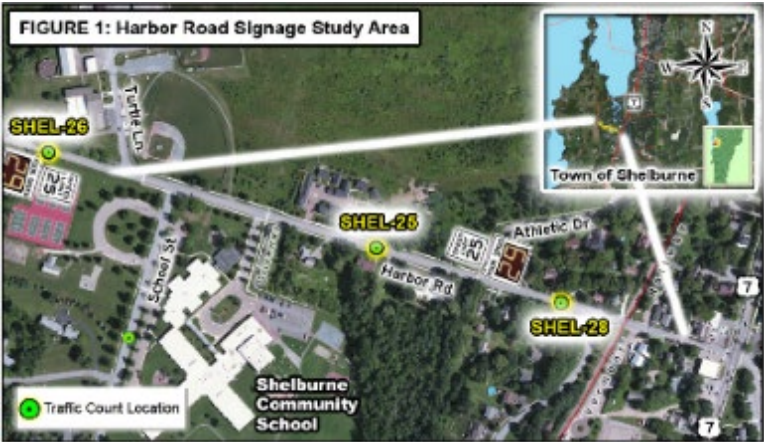 FIGURE 1: Harbor Road Signage Study Area
N
W
E
S
7
Town of Shelburne
SHEL-26
Turtle Ln
25
SHEL-25
Athletic Dr
25
Harbor Rd
School St
SHEL-28
7
Shelburne
Community
School
Traffic Count Location
7